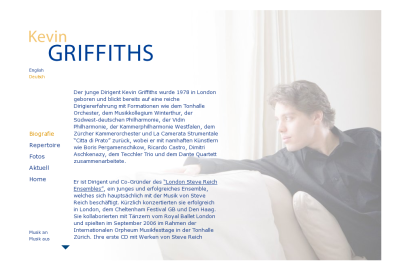 Kevin
GRIFFITHS
English
Deutsch
Der junge Dirigent Kevin Griffiths wurde 1978 in London
geboren und blickt bereits auf eine reiche
Dirigiererfahrung mit Formationen wie dem Tonhalle
Orchester, dem Musikkollegium Winterthur, der
Südwest-deutschen Philharmonie, der Vidin
Philharmonie, der Kammerphilharmonie Westfalen, dem
Zürcher Kammerorchester und La Camerata Strumentale
"Citta di Prato" zurück, wobei er mit namhaften Künstlern
wie Boris Pergamenschikow, Ricardo Castro, Dimitri
Aschkenazy, dem Tecchler Trio und dem Dante Quartett
zusammenarbeitete.
Biografie
Repertoire
Fotos
Aktuell
Home
Er ist Dirigent und Co-Gründer des "London Steve Reich
Ensembles", ein junges und erfolgreiches Ensemble,
welches sich hauptsächlich mit der Musik von Steve
Reich beschäftigt. Kürzlich konzertierten sie erfolgreich
in London, dem Cheltenham Festival GB und Den Haag.
Sie kollaborierten mit Tänzern vom Royal Ballet London
und spielten im September 2006 im Rahmen der
Internationalen Orpheum Musikfesttage in der Tonhalle
Zürich. Ihre erste CD mit Werken von Steve Reich
Musik an
Musik aus